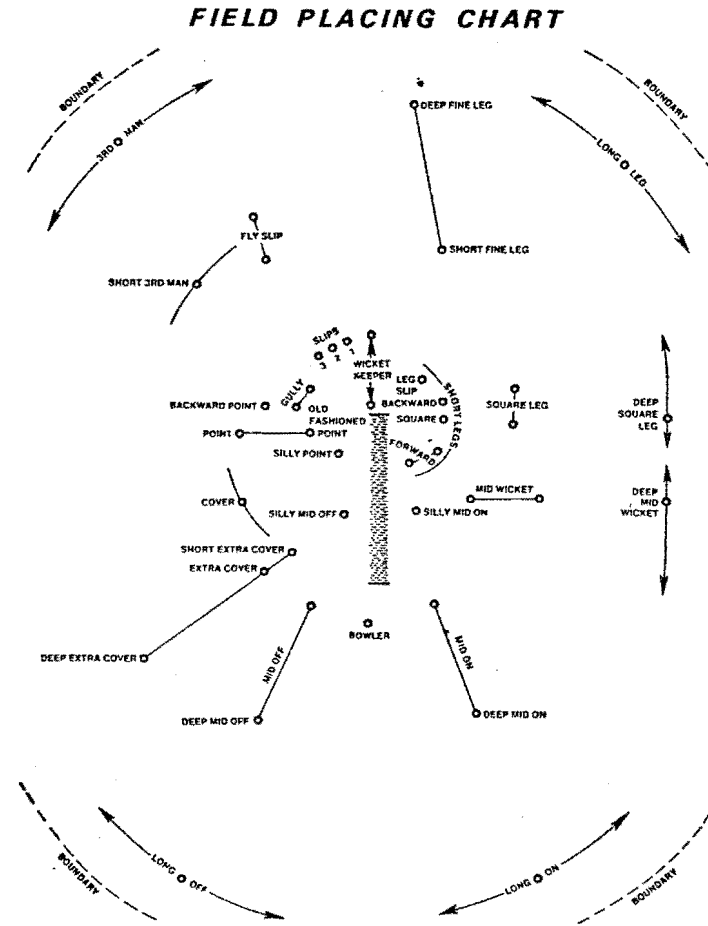 FIELD PLACING CHART
BOUNDARY
BOUNDARY
3RD MAN
DEEP FINE LEG
LONG LEG
FLY SLIP
SHORT FINE LEG
SHORT 3RD MAN
SLIPS
3 2 1
WICKET
KEEPER
GULLY
LEG
SLIP
BACKWARD
SHORT LEGS
SQUARE
FORWARD
SQUARE LEG
DEEP
SQUARE
LEG
BACKWARD POINT
OLD
FASHIONED
POINT
POINT
SILLY POINT
COVER
SILLY MID OFF
SILLY MID ON
MID WICKET
DEEP
MID
WICKET
SHORT EXTRA COVER
EXTRA COVER
BOWLER
DEEP EXTRA COVER
MID OFF
MID ON
DEEP MID OFF
DEEP MID ON
LONG OFF
LONG ON
BOUNDARY
BOUNDARY